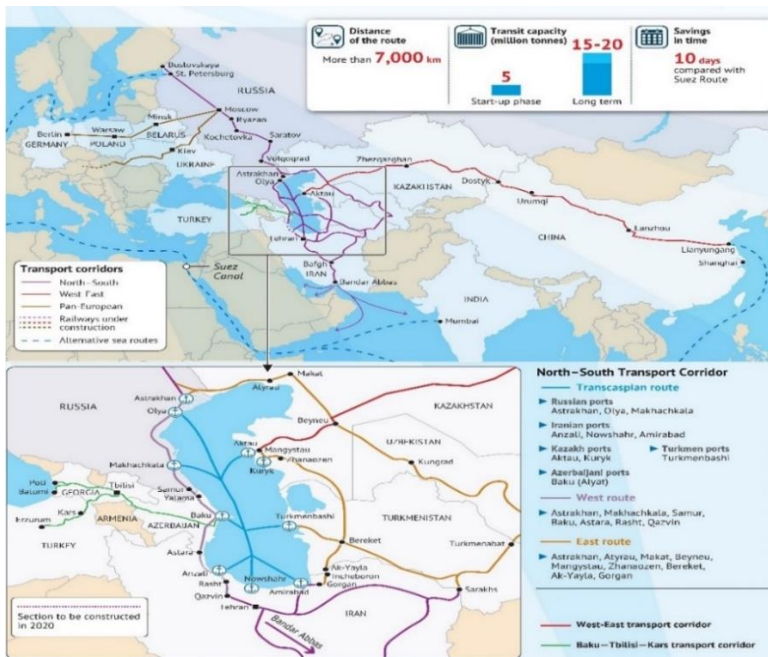 Distance
of the route
More than 7,000 km
Transit capacity
(million tonnes)
5
Start-up phase
15-20
Long term
Savings
in time
10 days
compared with
Suez Route
Buslovskaya
St. Petersburg
RUSSIA
Moscow
Ryazan
Kochetovka
Saratov
Minsk
BELARUS
Berlin
GERMANY
Warsaw
POLAND
Kiev
UKRAINE
Volgograd
Astrakhan
Olya
Aktau
Zhezqazghan
KAZAKHSTAN
Dostyk
Urumqi
Lanzhou
CHINA
Lianyungang
Shanghai
TURKEY
Tehran
Bafgh
IRAN
Bandar Abbas
INDIA
Mumbai
Suez
Canal
Transport corridors
North-South
West East
Pan-European
Railways under
construction
Alternative sea routes
RUSSIA
Astrakhan
Olya
Makat
Atyrau
Beyneu
KAZAKHSTAN
Aktau
Mangystau
Zhanaozen
Kuryk
UZBEKISTAN
Kungrad
Makhachkala
Poti
Batumi
GEORGIA
Tbilisi
Samur
Yalama
Kars
Erzurum
ARMENIA
AZERBAIJAN
Baku
Turkmenbashi
TURKMENISTAN
TURKEY
Bereket
Turkmenabat
Astara
Anzali
Rasht
Qazvin
Nowshahr
Amirabad
Ak-Yayla
Incheburun
Gorgan
Sarakhs
Tehran
IRAN
Bandar Abbas
Section to be constructed
in 2020
North-South Transport Corridor
Transcaspian route
Russian ports
Astrakhan, Olya, Makhachkala
Iranian ports
Anzali, Nowshahr, Amirabad
Kazakh ports
Aktau, Kuryk
Turkmen ports
Turkmenbashi
Azerbaijani ports
Baku (Alyat)
West route
Astrakhan, Makhachkala, Samur,
Baku, Astara, Rasht, Qazvin
East route
Astrakhan, Atyrau, Makat, Beyneu,
Mangystau, Zhanaozen, Bereket,
Ak-Yayla, Gorgan
West-East transport corridor
Baku-Tbilisi-Kars transport corridor